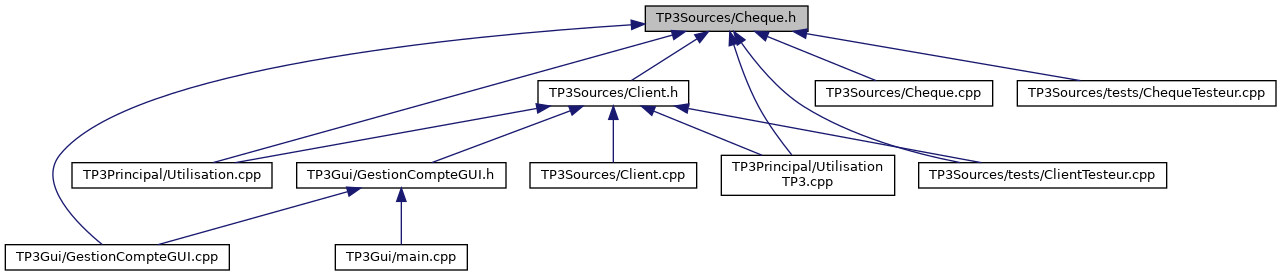 TP3Sources/Cheque.h
TP3Sources/Client.h
TP3Sources/Cheque.cpp
TP3Sources/tests/ChequeTesteur.cpp
TP3Principal/Utilisation.cpp
TP3Gui/GestionCompteGUI.h
TP3Sources/Client.cpp
TP3Principal/Utilisation
TP3.cpp
TP3Sources/tests/ClientTesteur.cpp
TP3Gui/GestionCompteGUI.cpp
TP3Gui/main.cpp